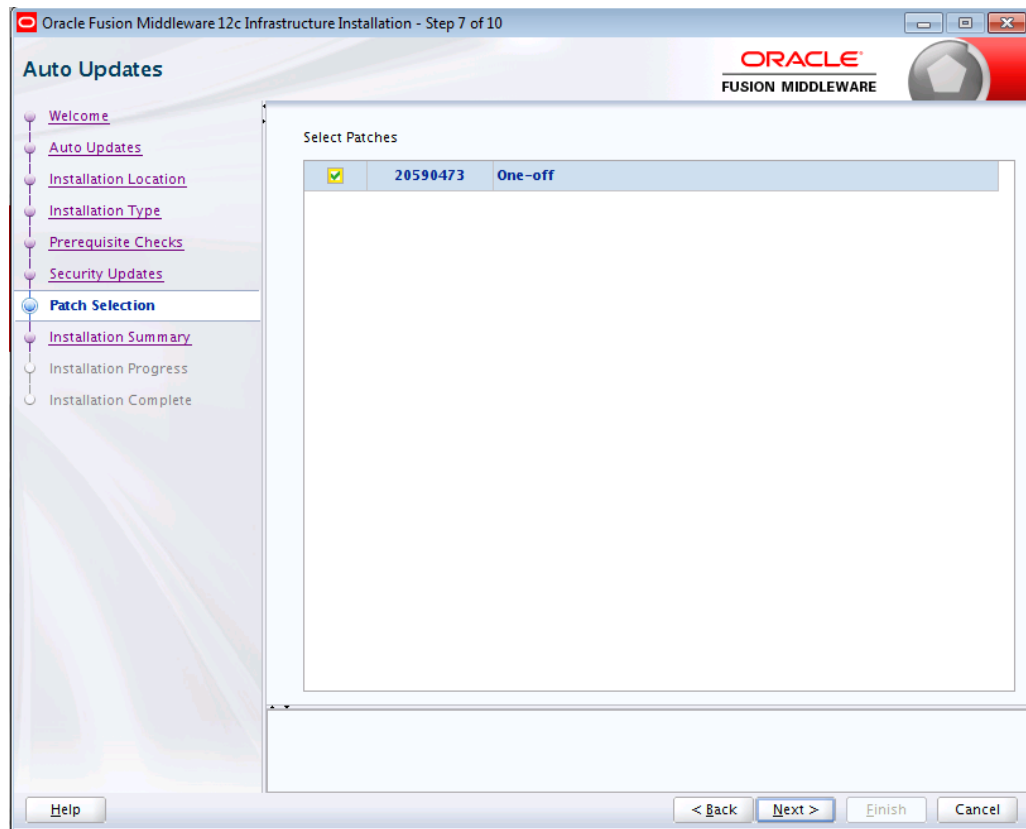 Oracle Fusion Middleware 12c Infrastructure Installation - Step 7 of 10
Auto Updates
ORACLE
FUSION MIDDLEWARE
Welcome
Auto Updates
Installation Location
Installation Type
Prerequisite Checks
Security Updates
Patch Selection
Installation Summary
Installation Progress
Installation Complete
Select Patches
20590473 One-off
Help
< Back Next > Finish Cancel